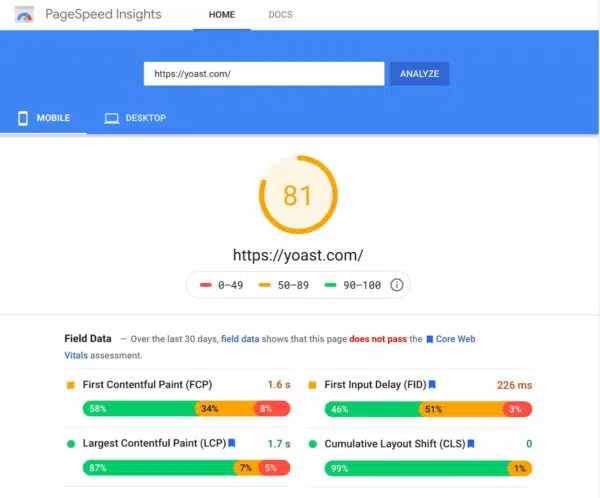 PageSpeed Insights
HOME
DOCS
https://yoast.com/
ANALYZE
MOBILE
DESKTOP
81
https://yoast.com/
0–49
50–89
90–100
Field Data — Over the last 30 days, field data shows that this page does not pass the Core Web
Vitals assessment.
First Contentful Paint (FCP) 1.6 s
58% 34% 8%
First Input Delay (FID) 226 ms
46% 51% 3%
Largest Contentful Paint (LCP) 1.7 s
87% 7% 5%
Cumulative Layout Shift (CLS) 0
99% 1%